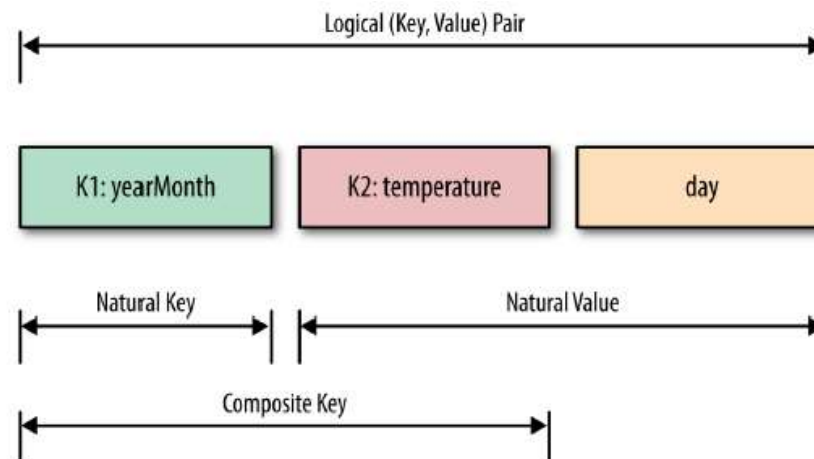 Logical (Key, Value) Pair
K1: yearMonth
K2: temperature
day
Natural Key
Natural Value
Composite Key